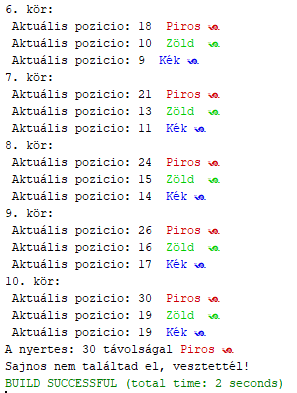 6. kör:
Aktuális pozicio: 18 Piros
Aktuális pozicio: 10 Zöld
Aktuális pozicio: 9 Kék
7. kör:
Aktuális pozicio: 21 Piros
Aktuális pozicio: 13 Zöld
Aktuális pozicio: 11 Kék
8. kör:
Aktuális pozicio: 24 Piros
Aktuális pozicio: 15 Zöld
Aktuális pozicio: 14 Kék
9. kör:
Aktuális pozicio: 26 Piros
Aktuális pozicio: 16 Zöld
Aktuális pozicio: 17 Kék
10. kör:
Aktuális pozicio: 30 Piros
Aktuális pozicio: 19 Zöld
Aktuális pozicio: 19 Kék
A nyertes: 30 távolságal Piros
Sajnos nem találtad el, vesztettél!
BUILD SUCCESSFUL (total time: 2 seconds)